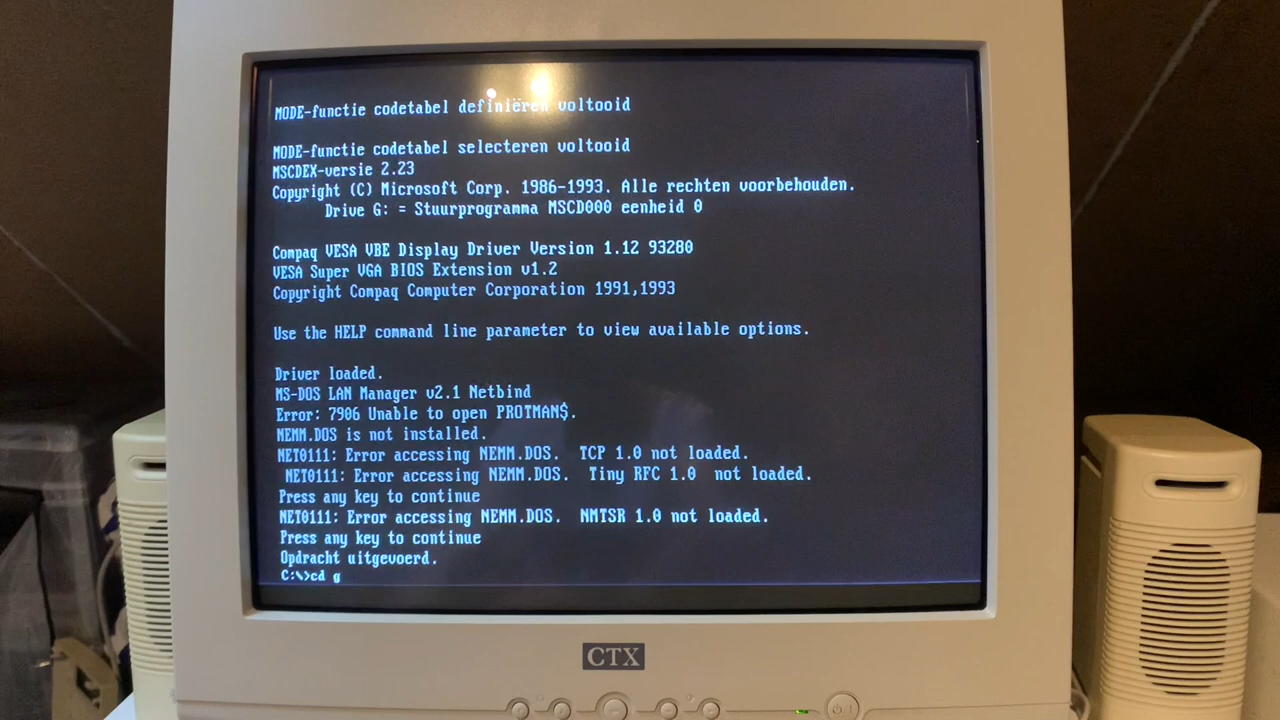 MODE-functie codetabel definiëren voltooid
MODE-functie codetabel selecteren voltooid
MSCDEX-versie 2.23
Copyright (C) Microsoft Corp. 1986-1993. Alle rechten voorbehouden.
Drive G: = Stuurprogramma MSCD000 eenheid 0
Compaq VESA VBE Display Driver Version 1.12 93280
VESA Super VGA BIOS Extension v1.2
Copyright Compaq Computer Corporation 1991,1993
Use the HELP command line parameter to view available options.
Driver loaded.
MS-DOS LAN Manager v2.1 Netbind
Error: 7906 Unable to open PROTMAN$.
NEMM.DOS is not installed.
NET0111: Error accessing NEMM.DOS. TCP 1.0 not loaded.
NET0111: Error accessing NEMM.DOS. Tiny RFC 1.0 not loaded.
Press any key to continue
NET0111: Error accessing NEMM.DOS. NMTSR 1.0 not loaded.
Press any key to continue
Opdracht uitgevoerd.
C:\>cd g
CTX